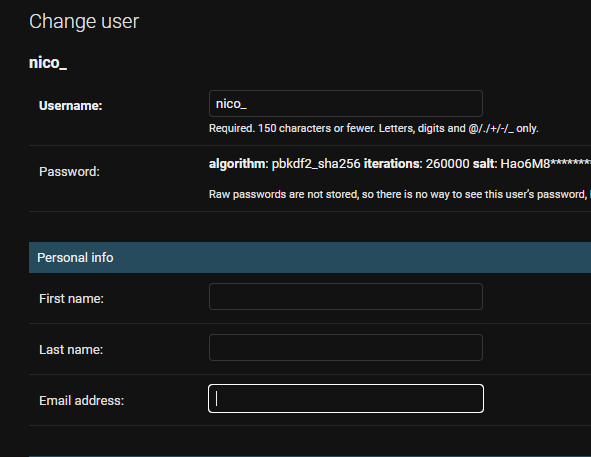 Change user
nico_
Username:
nico_
Required. 150 characters or fewer. Letters, digits and @/./+/-/_ only.
Password:
algorithm: pbkdf2_sha256 iterations: 260000 salt: Hao6M8*******
Raw passwords are not stored, so there is no way to see this user's password,
Personal info
First name:
Last name:
Email address: